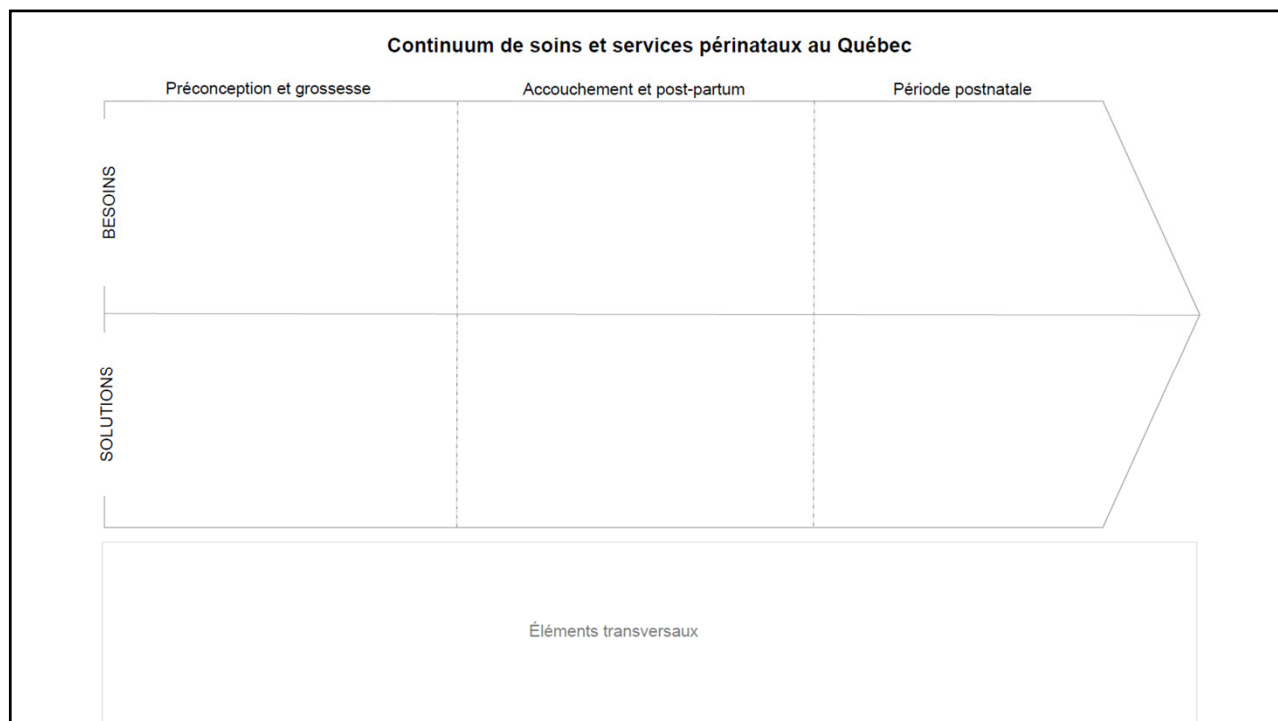 Continuum de soins et services périnataux au Québec
Préconception et grossesse
Accouchement et post-partum
Période postnatale
BESOINS
SOLUTIONS
Éléments transversaux